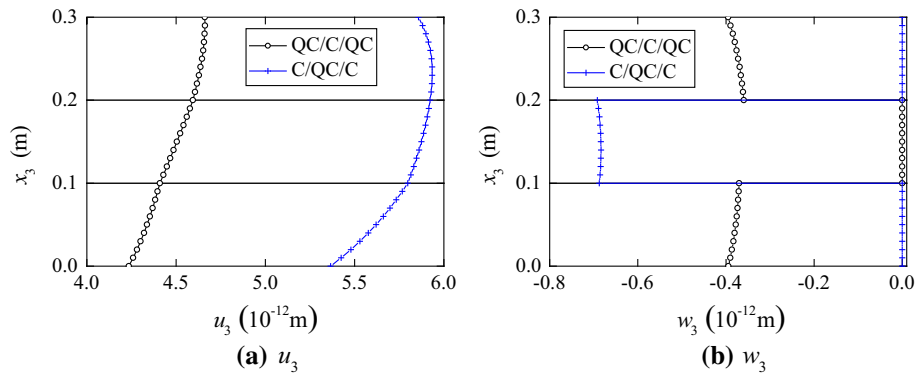 0.3
0.2
0.1
0.0
x₃ (m)
QC/C/QC
C/QC/C
4.0 4.5 5.0 5.5 6.0
u₃ (10⁻¹²m)
(a) u₃
0.3
0.2
0.1
0.0
x₃ (m)
QC/C/QC
C/QC/C
-0.8 -0.6 -0.4 -0.2 0.0
w₃ (10⁻¹²m)
(b) w₃